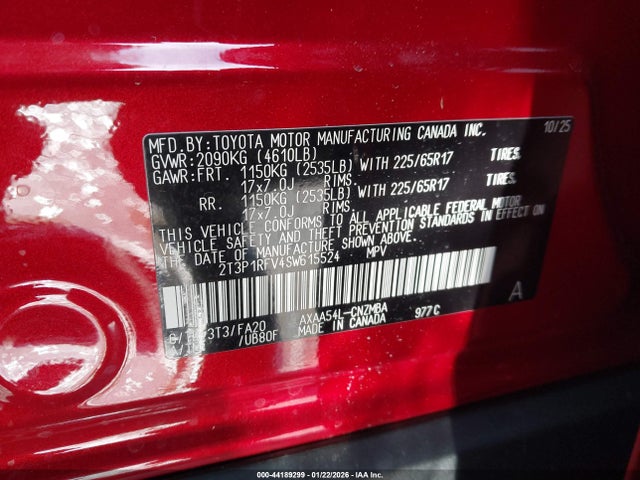 MFD.BY:TOYOTA MOTOR MANUFACTURING CANADA INC. 10/25
GVWR:2090KG (4610LB)
GAWR:FRT. 1150KG (2535LB) WITH 225/65R17 TIRES.
17x7.0J RIMS
RR. 1150KG (2535LB) WITH 225/65R17 TIRES.
17x7.0J RIMS
THIS VEHICLE CONFORMS TO ALL APPLICABLE FEDERAL MOTOR
VEHICLE SAFETY AND THEFT PREVENTION STANDARDS IN EFFECT ON
THE DATE OF MANUFACTURE SHOWN ABOVE.
2T3P1RFV4SW615524 MPV
A
C/ 3T3/FA20 AXAA54L-CNZMBA 977C
A/ /UB80F MADE IN CANADA
000-44189299 - 01/22/2026 - IAA Inc.